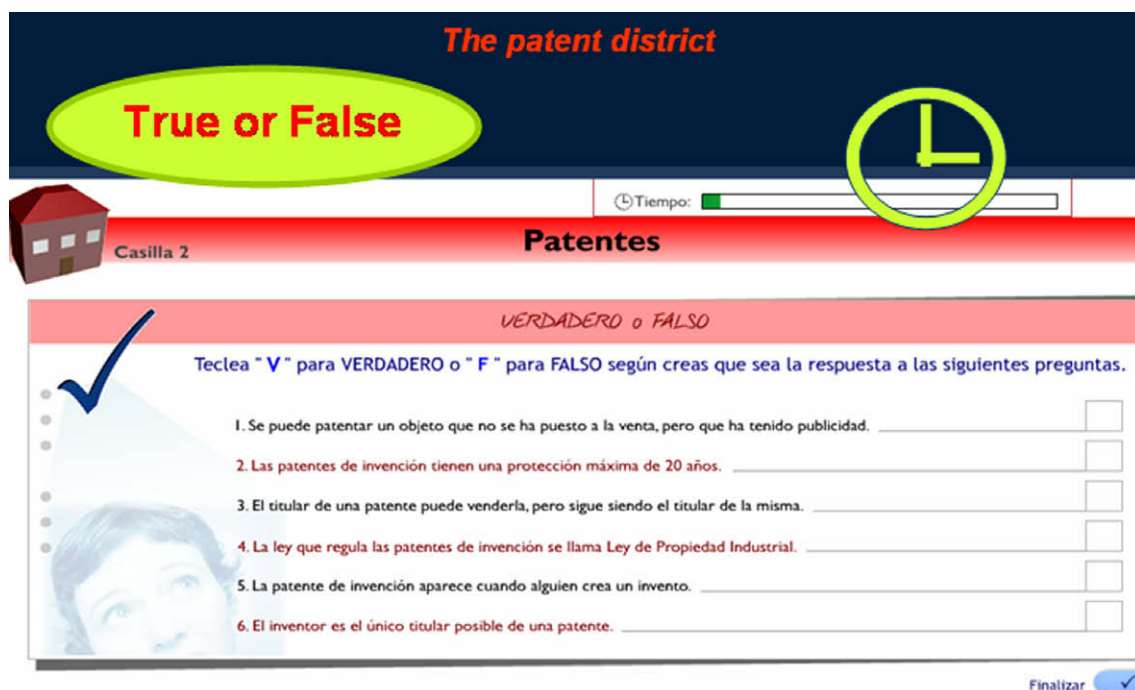 The patent district
True or False
Tiempo:
Casilla 2
Patentes
VERDADERO o FALSO
Teclea " V " para VERDADERO o " F " para FALSO según creas que sea la respuesta a las siguientes preguntas.
1. Se puede patentar un objeto que no se ha puesto a la venta, pero que ha tenido publicidad.
2. Las patentes de invención tienen una protección máxima de 20 años.
3. El titular de una patente puede venderla, pero sigue siendo el titular de la misma.
4. La ley que regula las patentes de invención se llama Ley de Propiedad Industrial.
5. La patente de invención aparece cuando alguien crea un invento.
6. El inventor es el único titular posible de una patente.
Finalizar